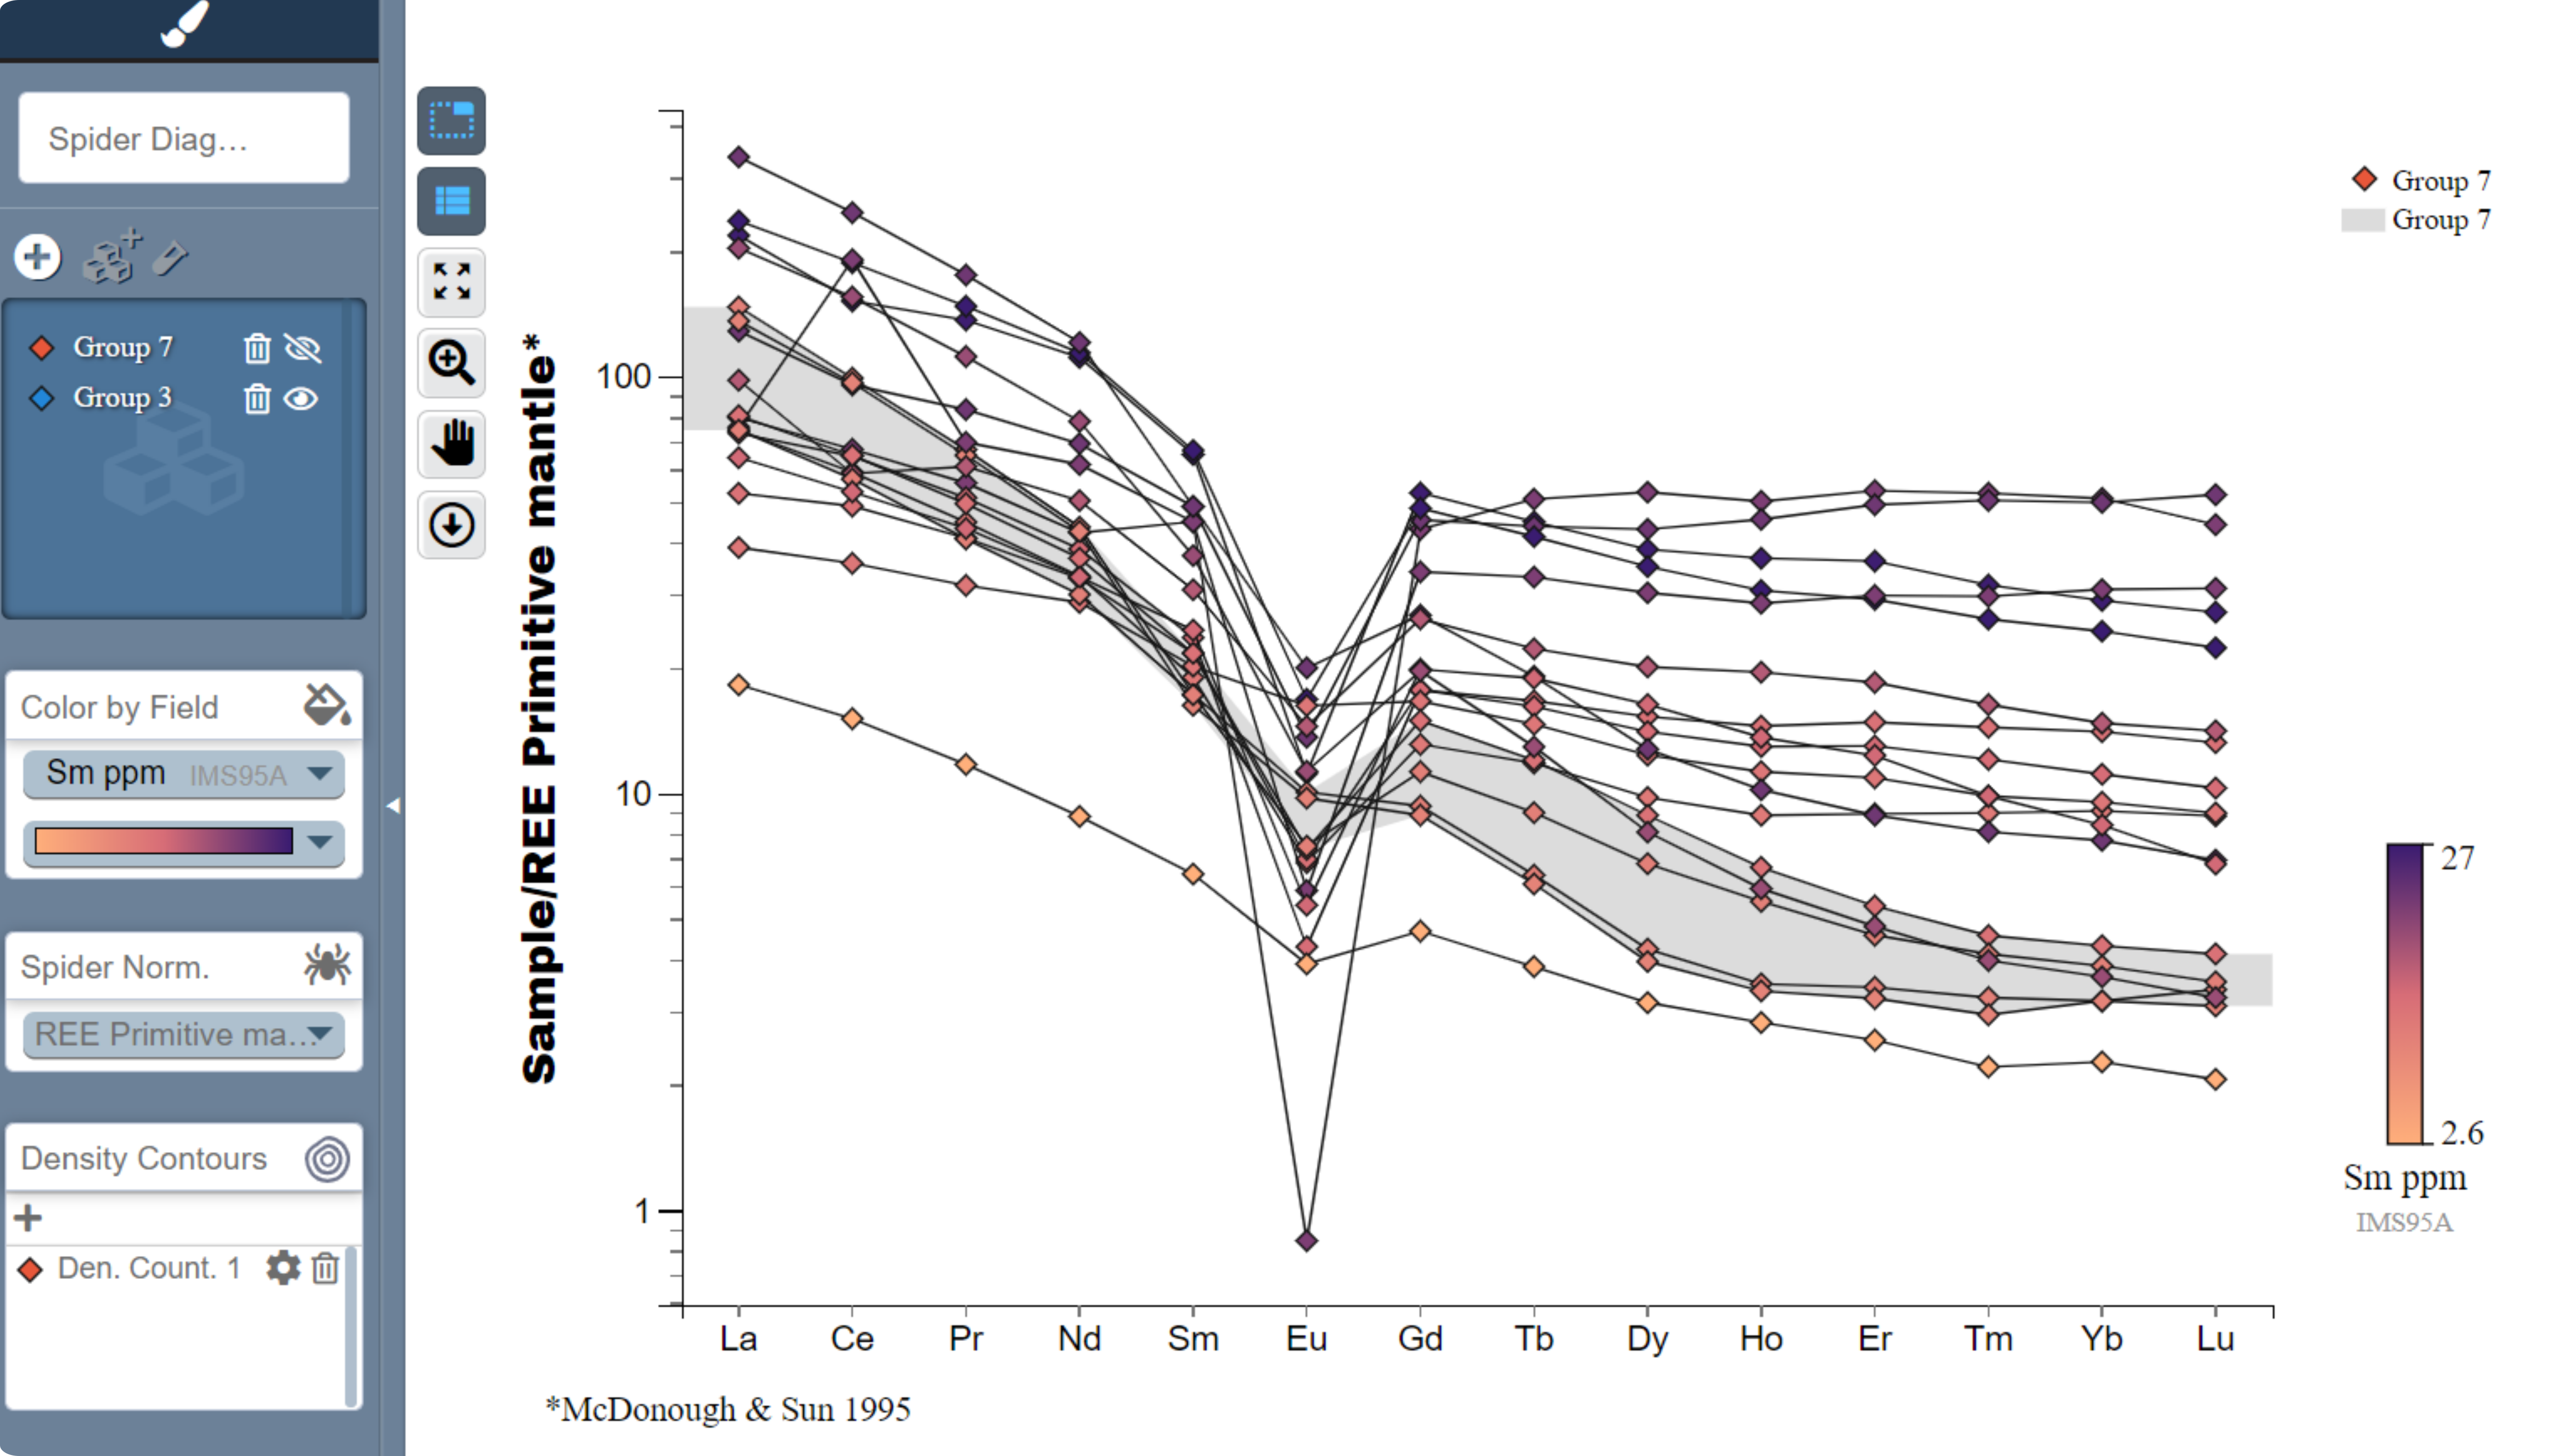 Spider Diag…
Group 7
Group 3
Color by Field
Sm ppm IMS95A
Spider Norm.
REE Primitive ma…
Density Contours
Den. Count. 1
Sample/REE Primitive mantle*
100
10
1
La Ce Pr Nd Sm Eu Gd Tb Dy Ho Er Tm Yb Lu
*McDonough & Sun 1995
Group 7
Group 7
27
2.6
Sm ppm
IMS95A